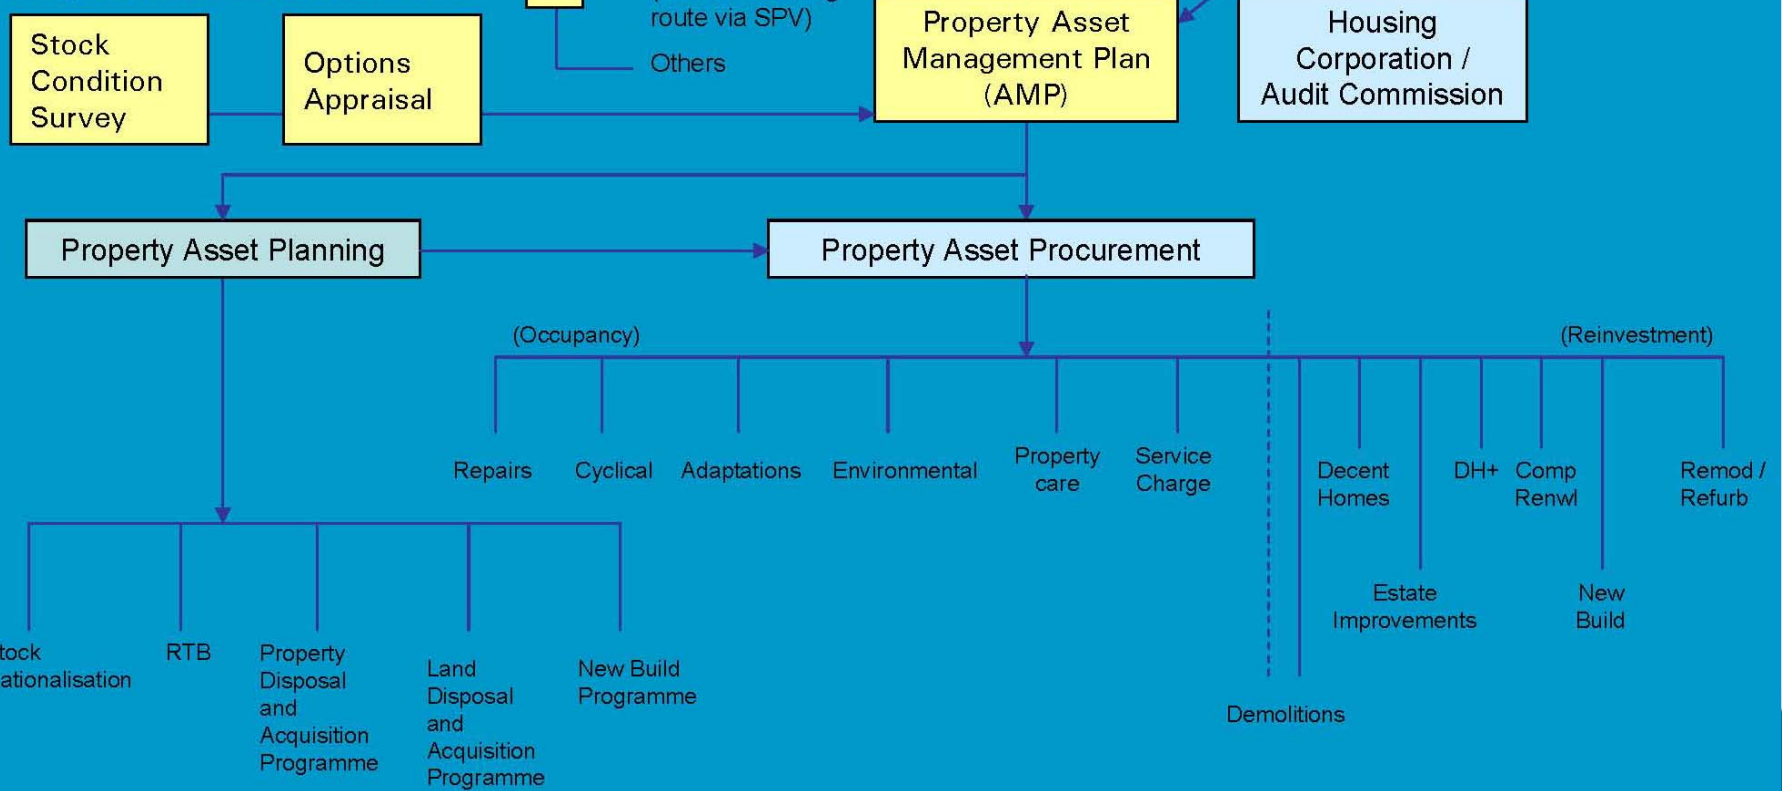 route via SPV)
Others
Stock
Condition
Survey
Options
Appraisal
Property Asset
Management Plan
(AMP)
Housing
Corporation /
Audit Commission
Property Asset Planning
Property Asset Procurement
(Occupancy)
(Reinvestment)
Repairs
Cyclical
Adaptations
Environmental
Property
care
Service
Charge
Decent
Homes
DH+
Comp
Renwl
Remod /
Refurb
Estate
Improvements
New
Build
Demolitions
tock
ationalisation
RTB
Property
Disposal
and
Acquisition
Programme
Land
Disposal
and
Acquisition
Programme
New Build
Programme